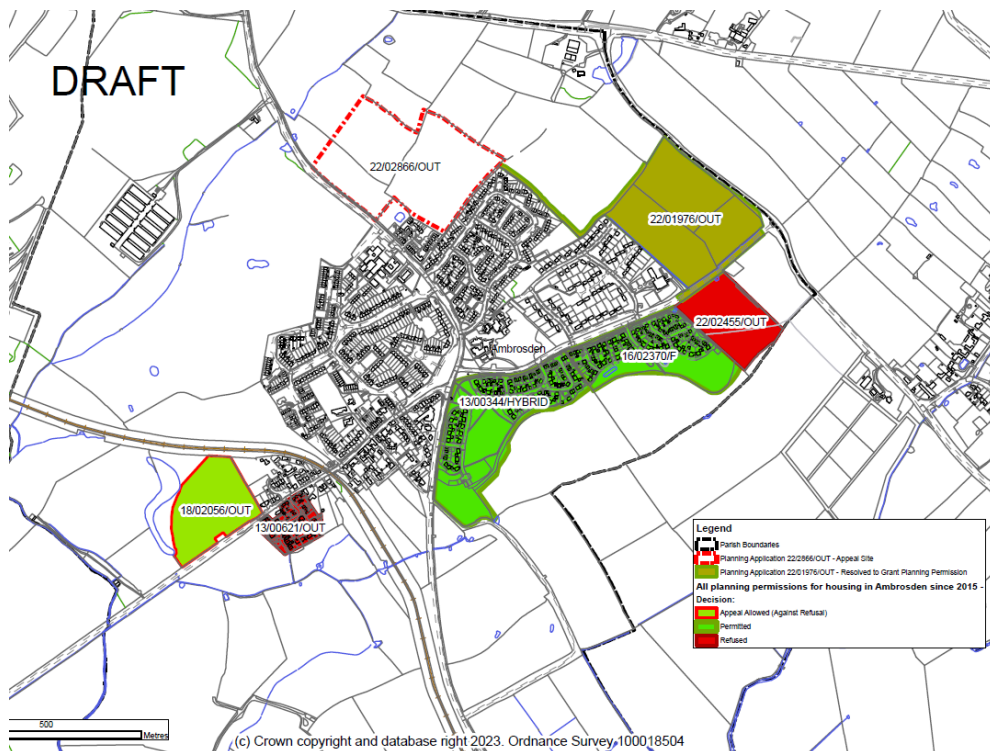 DRAFT
22/02866/OUT
22/01976/OUT
22/02455/OUT
Ambrosden
16/02370/F
13/00344/HYBRID
18/02056/OUT
13/00621/OUT
Legend
Parish Boundaries
Planning Application 22/2866/OUT - Appeal Site
Planning Application 22/01976/OUT - Resolved to Grant Planning Permission
All planning permissions for housing in Ambrosden since 2015 -
Decision:
Appeal Allowed (Against Refusal)
Permitted
Refused
500
Metres
(c) Crown copyright and database right 2023. Ordnance Survey 100018504